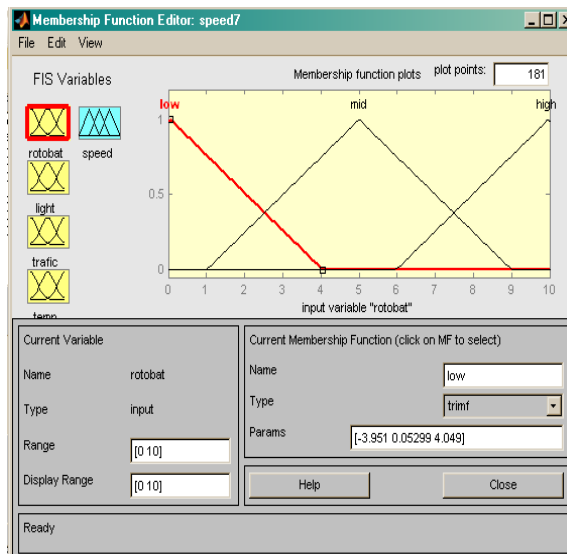 Membership Function Editor: speed7
File Edit View
FIS Variables
Membership function plots
plot points:
181
rotobat
speed
light
trafic
temp
low
mid
high
1
0.5
0
0 1 2 3 4 5 6 7 8 9 10
input variable "rotobat"
Current Variable
Name rotobat
Type input
Range [0 10]
Display Range [0 10]
Current Membership Function (click on MF to select)
Name low
Type trimf
Params [-3.951 0.05299 4.049]
Help Close
Ready